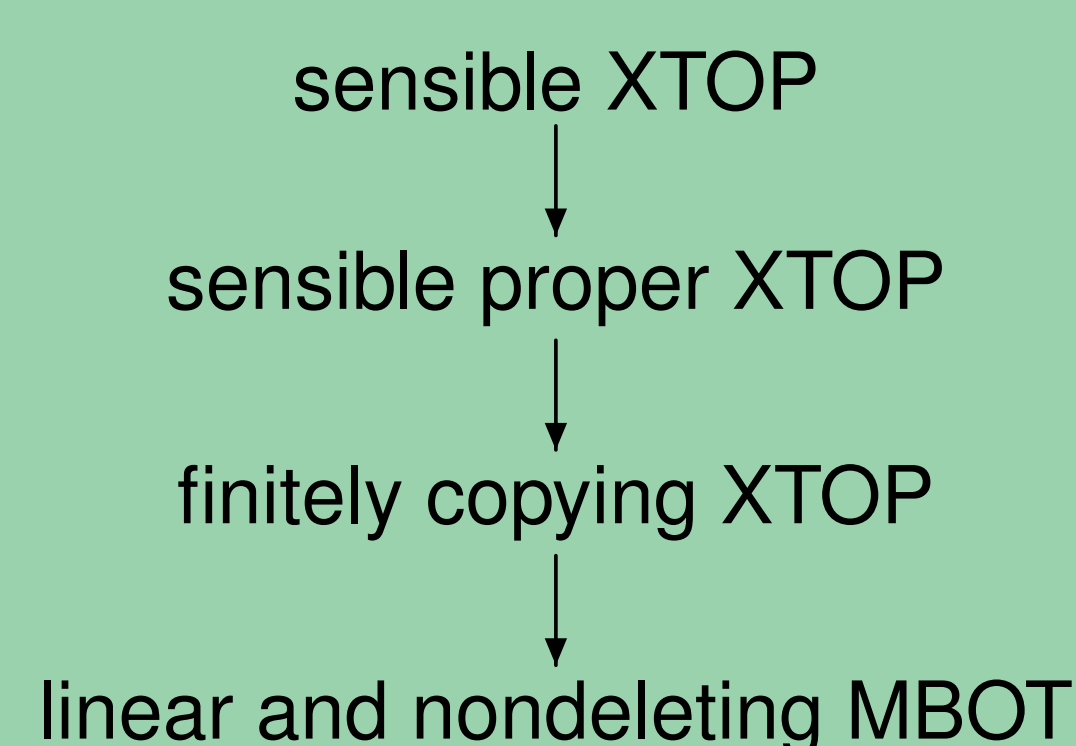 sensible XTOP
sensible proper XTOP
finitely copying XTOP
linear and nondeleting MBOT